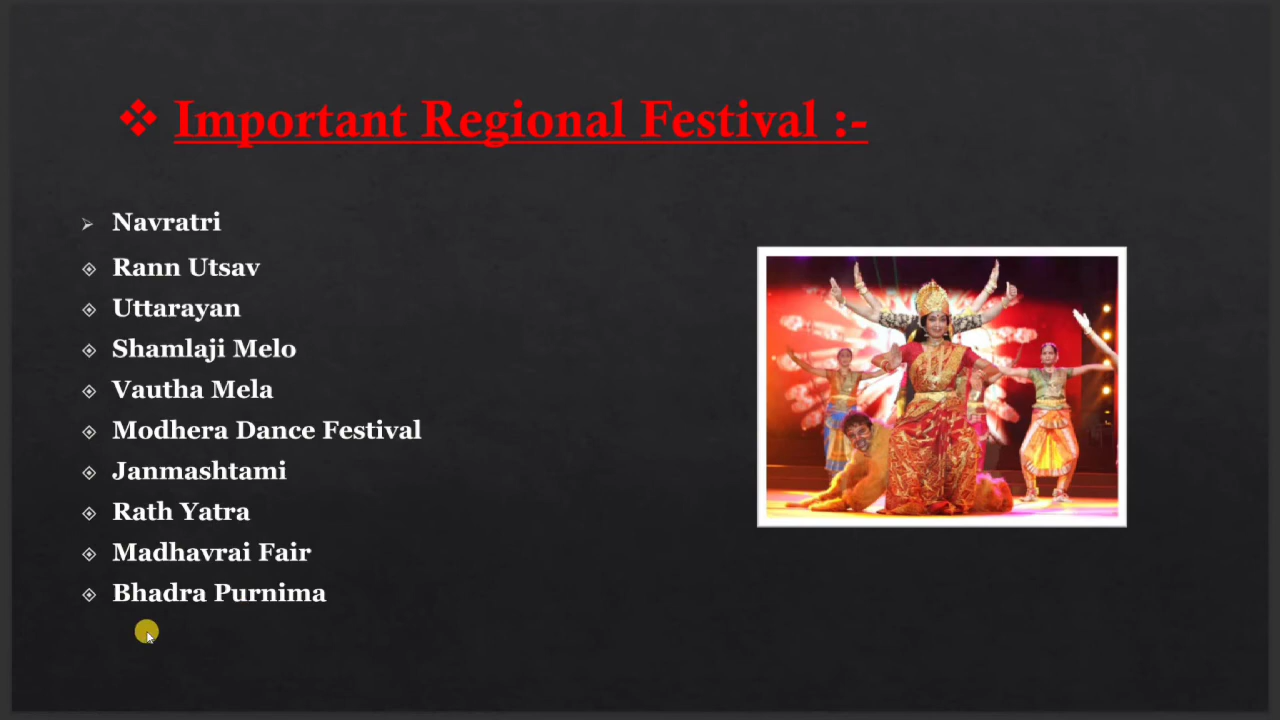 Important Regional Festival :-
Navratri
Rann Utsav
Uttarayan
Shamlaji Melo
Vautha Mela
Modhera Dance Festival
Janmashtami
Rath Yatra
Madhavrai Fair
Bhadra Purnima